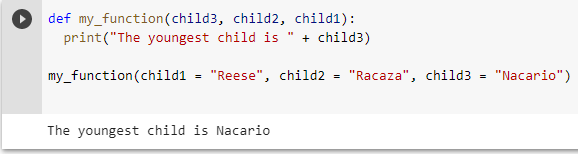 def my_function(child3, child2, child1):
  print("The youngest child is " + child3)
my_function(child1 = "Reese", child2 = "Racaza", child3 = "Nacario")
The youngest child is Nacario